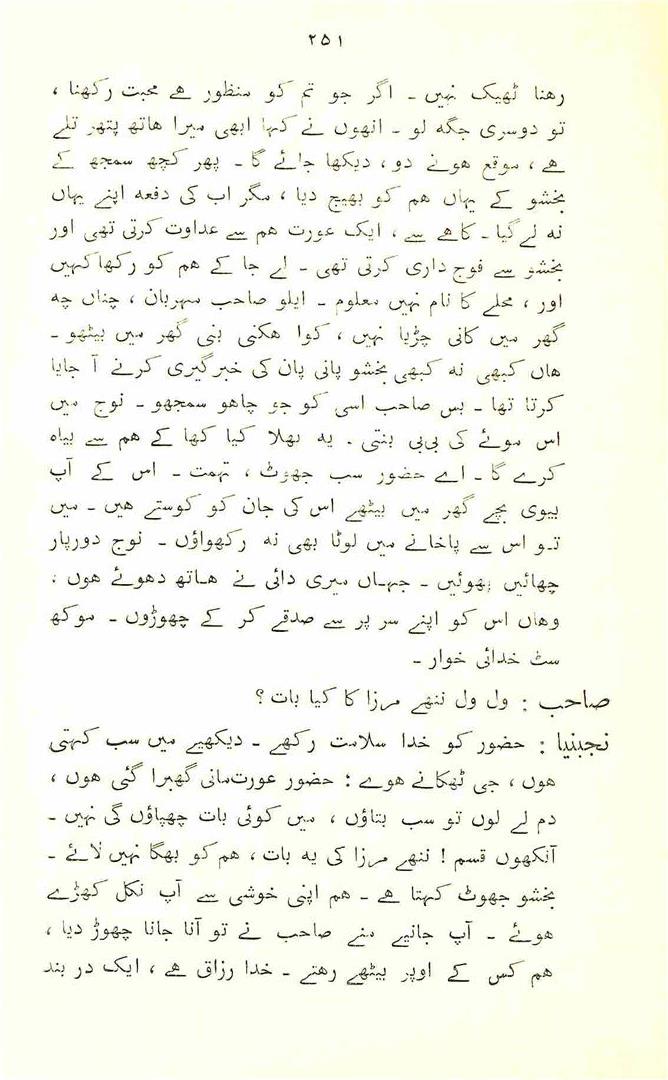 ۲۵۱
رھنا ٹھیک نہیں ۔ اگر جو تم کو منظور ھے محبت رکھنا ،
تو دوسری جگہ لو ۔ انھوں نے کہا ابھی میرا ھاتھ پتھر تلے
ھے ، موقع ھونے دو ، دیکھا جائے گا ۔ پھر کچھ سمجھ کے
بخشو کے یہاں ھم کو بھیج دیا ، مگر اب کی دفعہ اپنے یہاں
نہ لے گیا ۔ کاھے سے ، ایک عورت ھم سے عداوت کرتی تھی اور
بخشو سے فوج داری کرتی تھی ۔ اے جا کے ھم کو رکھا کہیں
اور ، محلے کا نام نہیں معلوم ۔ ایلو صاحب مہربان ، چناں چہ
گھر میں کانی چڑیا نہیں ، کوا ھکنی بنی گھر میں بیٹھو ۔
ھاں کبھی نہ کبھی بخشو پانی پان کی خبرگیری کرنے آ جایا
کرتا تھا ۔ بس صاحب اسی کو جو چاھو سمجھو ۔ نوج میں
اس موئے کی بی‌بی بنتی ۔ یہ بھلا کیا کھا کے ھم سے بیاہ
کرے گا ۔ اے حضور سب جھوٹ ، تہمت ۔ اس کے آپ
بیوی بچے گھر میں بیٹھے اس کی جان کو کوستے ھیں ۔ میں
تو اس سے پاخانے میں لوٹا بھی نہ رکھواؤں ۔ نوج دورپار
چھائیں پھوئیں ۔ جہاں میری دائی نے ھاتھ دھوئے ھوں ،
وھاں اس کو اپنے سر پر سے صدقے کر کے چھوڑوں ۔ موکھ
سٹ خدائی خوار ۔
صاحب : ول ول ننھے مرزا کا کیا بات ؟
نجبنیا : حضور کو خدا سلامت رکھے ۔ دیکھیے میں سب کہتی
ھوں ، جی ٹھکانے ھوے ؛ حضور عورت‌مانی گھبرا گئی ھوں ،
دم لے لوں تو سب بتاؤں ، میں کوئی بات چھپاؤں گی نہیں ۔
آنکھوں قسم ! ننھے مرزا کی یہ بات ، ھم کو بھگا نہیں لائے ۔
بخشو جھوٹ کہتا ھے ۔ ھم اپنی خوشی سے آپ نکل کھڑے
ھوئے ۔ آپ جانیے منے صاحب نے تو آنا جانا چھوڑ دیا ،
ھم کس کے اوپر بیٹھے رھتے ۔ خدا رزاق ھے ، ایک در بند